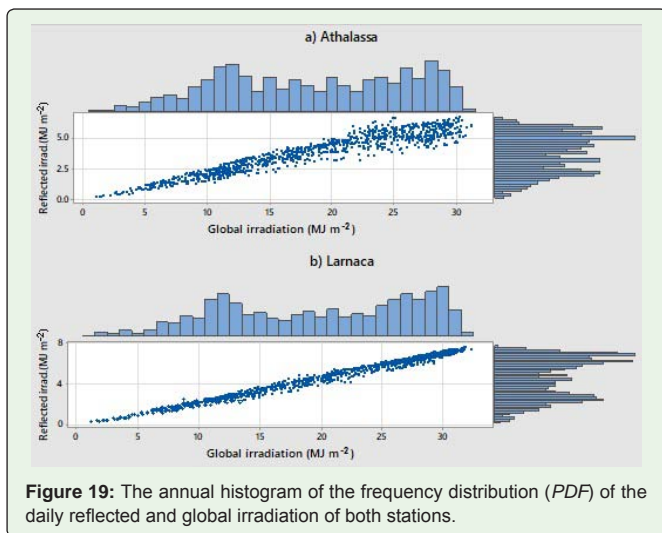 a) Athalassa
Reflected irrad.(MJ m⁻²)
5.0
2.5
0.0
0 5 10 15 20 25 30
Global irradiation (MJ m⁻²)
b) Larnaca
Reflected irrad.(MJ m⁻²)
8
4
0
0 5 10 15 20 25 30
Global irradiation (MJ m⁻²)
Figure 19: The annual histogram of the frequency distribution (PDF) of the
daily reflected and global irradiation of both stations.